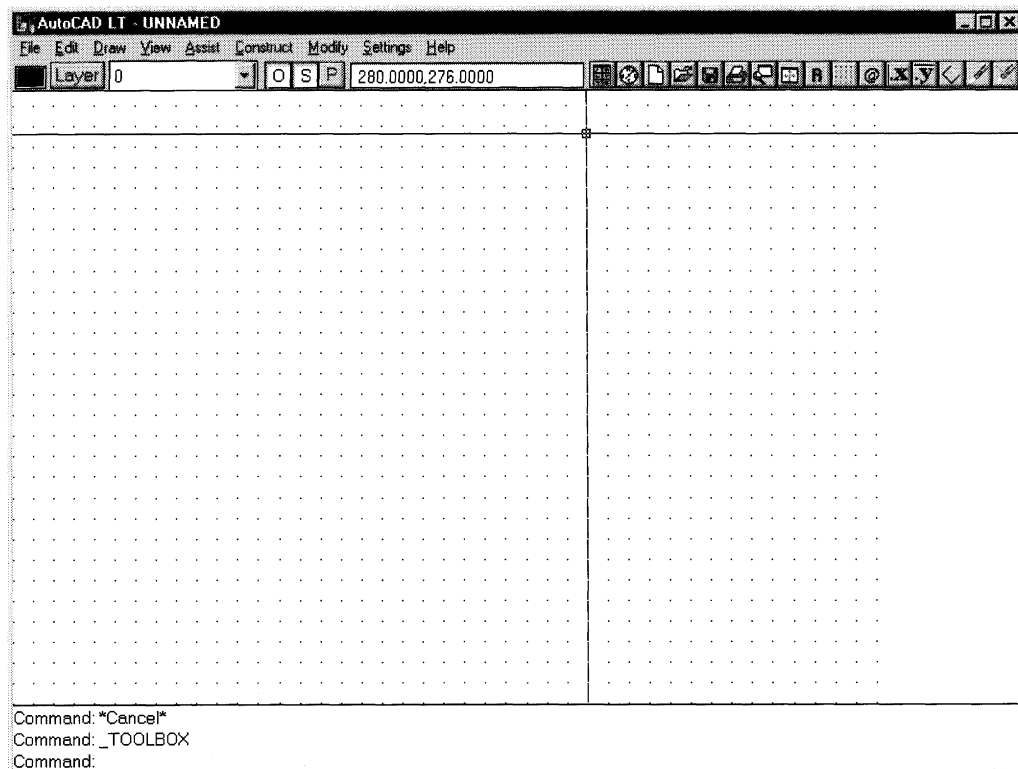 AutoCAD LT - UNNAMED
File Edit Draw View Assist Construct Modify Settings Help
Layer 0 O S P 280.0000,276.0000 R @ .X .y
Command: *Cancel*
Command: _TOOLBOX
Command: